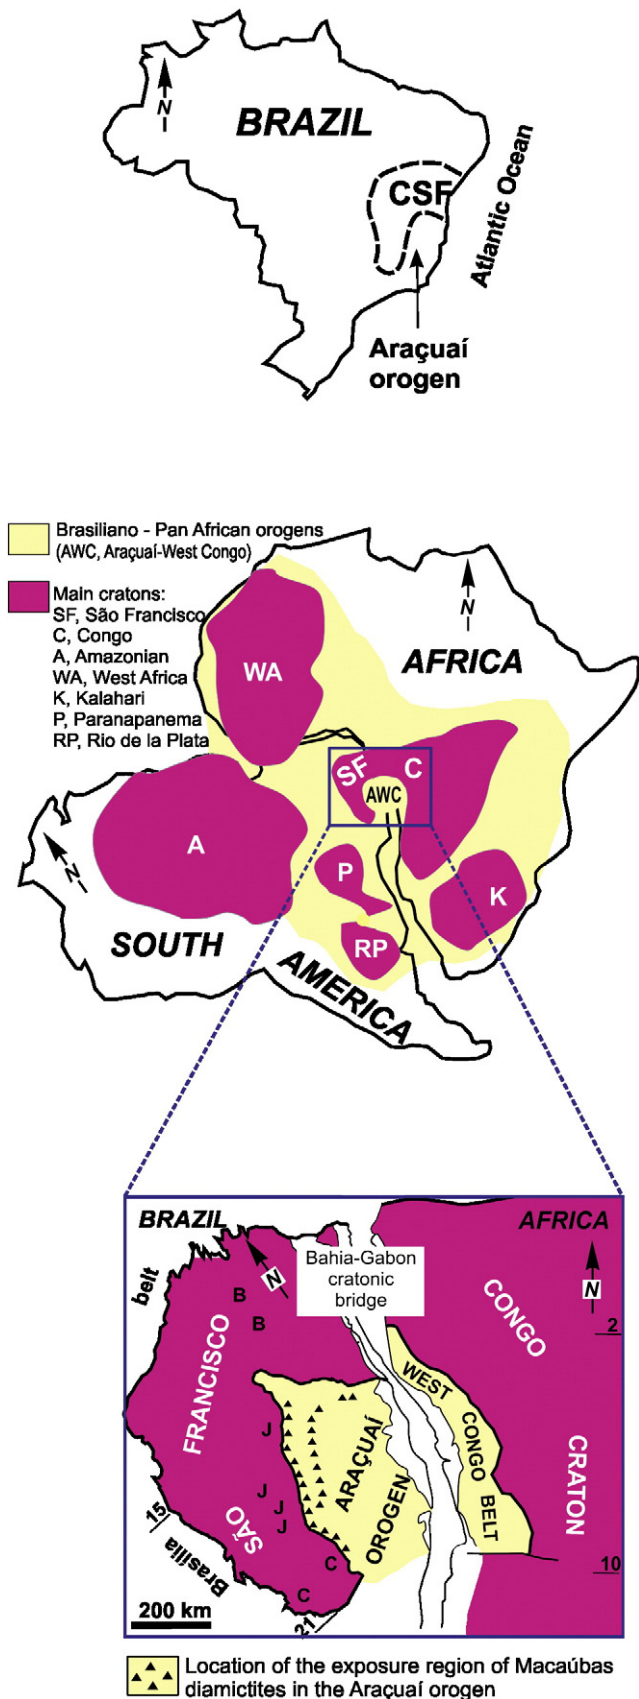 N
BRAZIL
CSF
Atlantic Ocean
Araçuaí
orogen
Brasiliano - Pan African orogens
(AWC, Araçuaí-West Congo)
Main cratons:
SF, São Francisco
C, Congo
A, Amazonian
WA, West Africa
K, Kalahari
P, Paranapanema
RP, Rio de la Plata
N
AFRICA
WA
SF
C
AWC
A
N
P
K
RP
SOUTH
AMERICA
BRAZIL
AFRICA
N
Bahia-Gabon
cratonic
bridge
N
belt
B
B
CONGO
2
FRANCISCO
WEST
CONGO
BELT
J
ARAÇUAÍ
OROGEN
CRATON
J
J
J
15
SÃO
Brasília
C
C
10
200 km
21
Location of the exposure region of Macaúbas
diamictites in the Araçuaí orogen